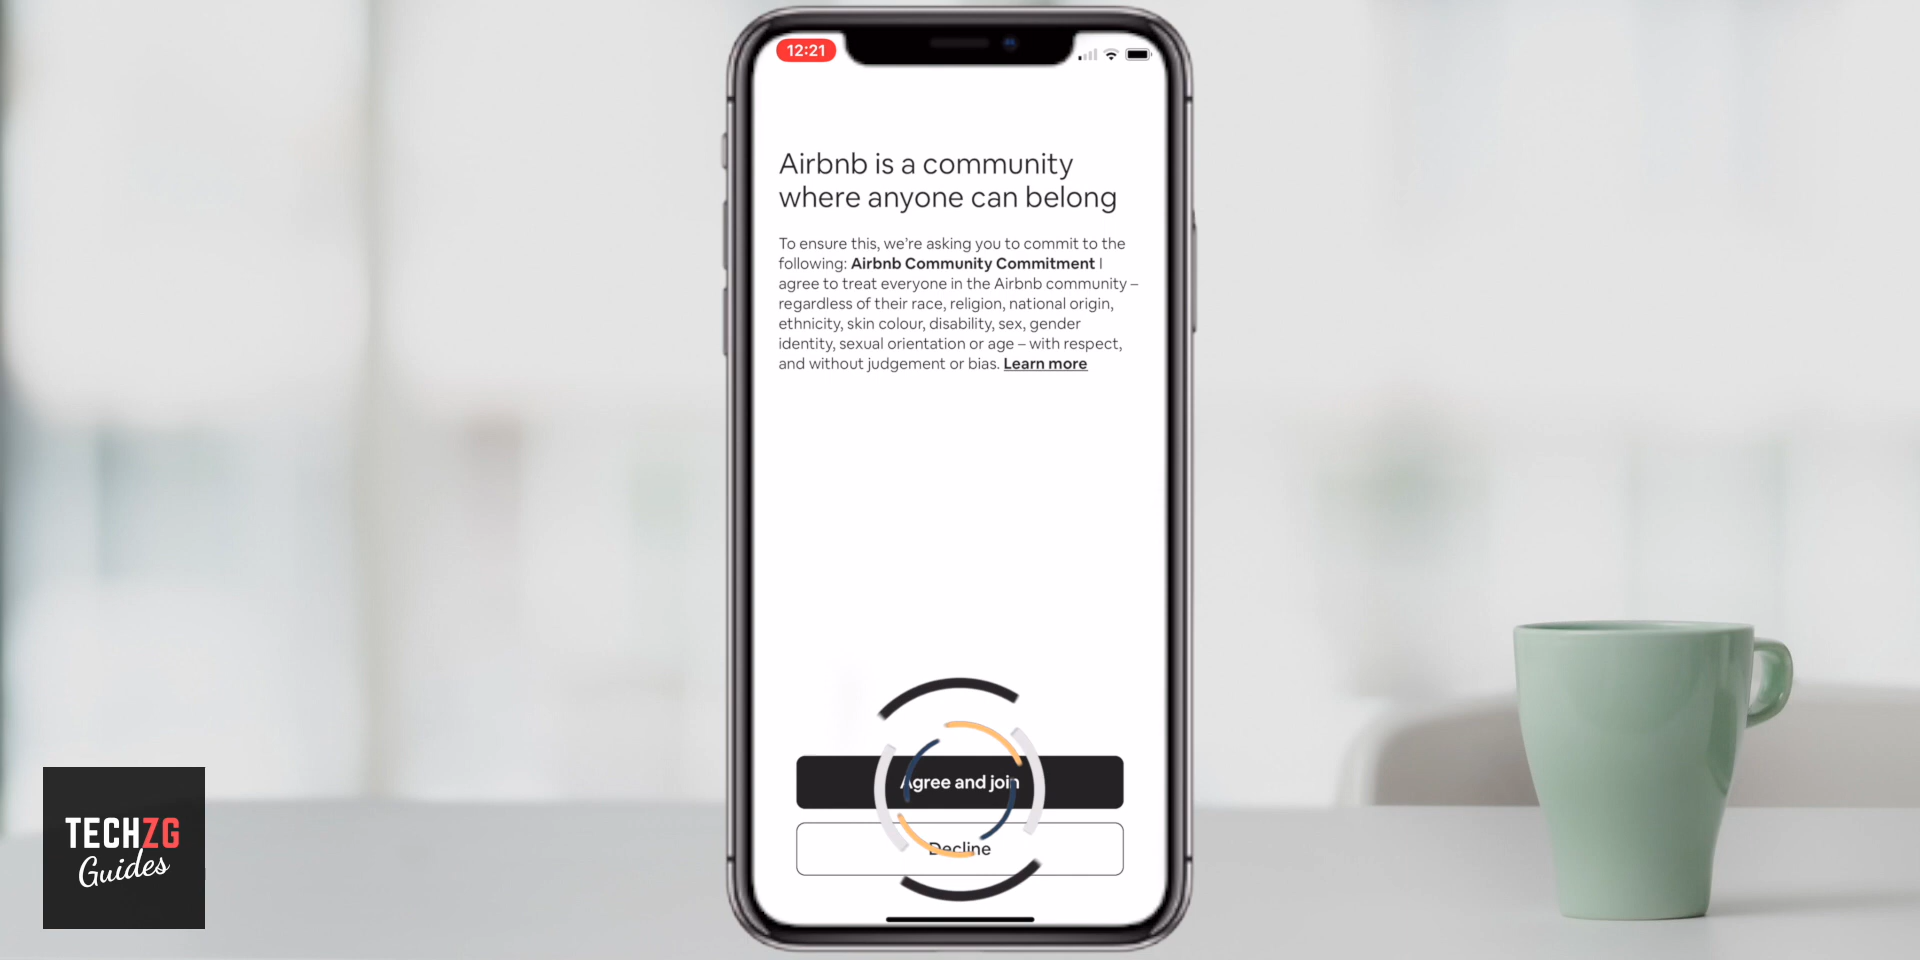 12:21
Airbnb is a community
where anyone can belong
To ensure this, we’re asking you to commit to the
following: Airbnb Community Commitment I
agree to treat everyone in the Airbnb community –
regardless of their race, religion, national origin,
ethnicity, skin colour, disability, sex, gender
identity, sexual orientation or age – with respect,
and without judgement or bias. Learn more
Agree and join
Decline
TECHZG
Guides